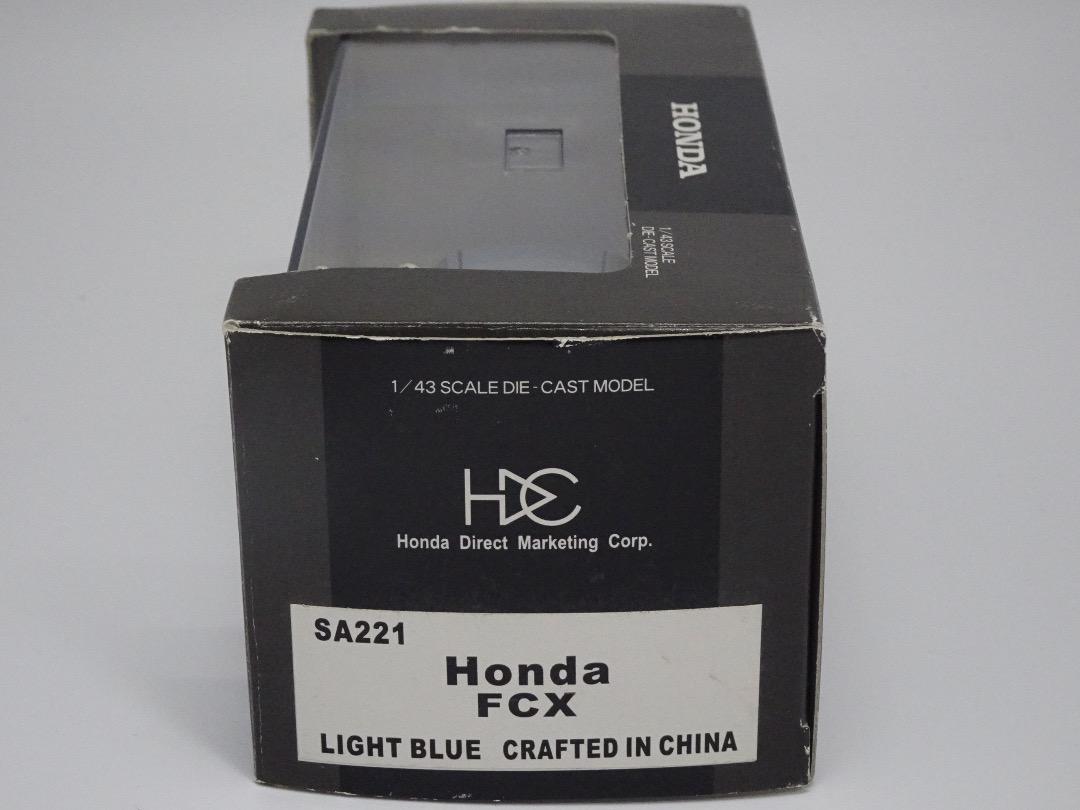 HONDA
1/43 SCALE
DIE-CAST MODEL
1/43 SCALE DIE-CAST MODEL
HDC
Honda Direct Marketing Corp.
SA221
Honda
FCX
LIGHT BLUE CRAFTED IN CHINA